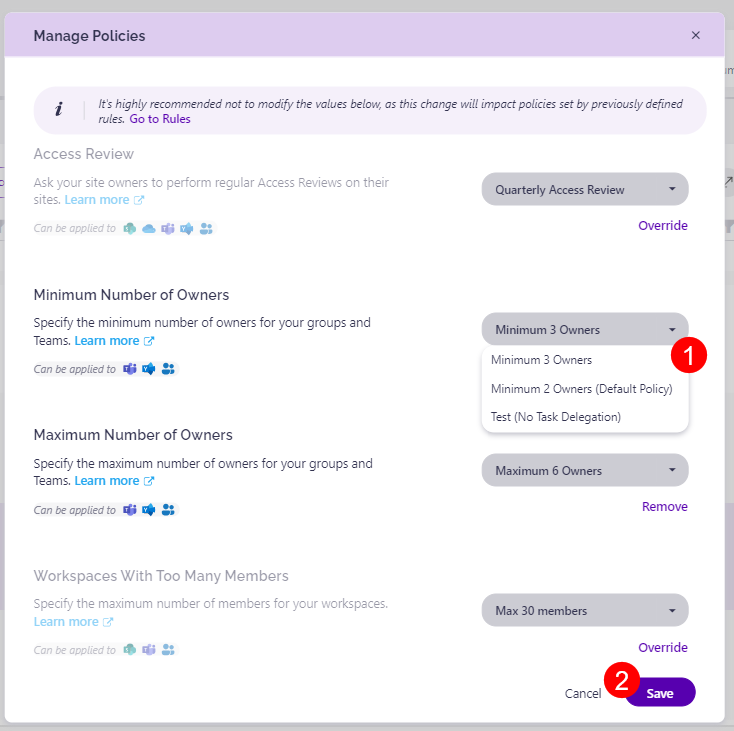 Manage Policies
It's highly recommended not to modify the values below, as this change will impact policies set by previously defined
rules. Go to Rules
Access Review
Ask your site owners to perform regular Access Reviews on their
sites. Learn more
Quarterly Access Review
Can be applied to
Override
Minimum Number of Owners
Specify the minimum number of owners for your groups and
Teams. Learn more
Can be applied to
Minimum 3 Owners
1
Minimum 3 Owners
Minimum 2 Owners (Default Policy)
Test (No Task Delegation)
Maximum Number of Owners
Specify the maximum number of owners for your groups and
Teams. Learn more
Maximum 6 Owners
Can be applied to
Remove
Workspaces With Too Many Members
Specify the maximum number of members for your workspaces.
Learn more
Max 30 members
Can be applied to
Override
Cancel
2
Save